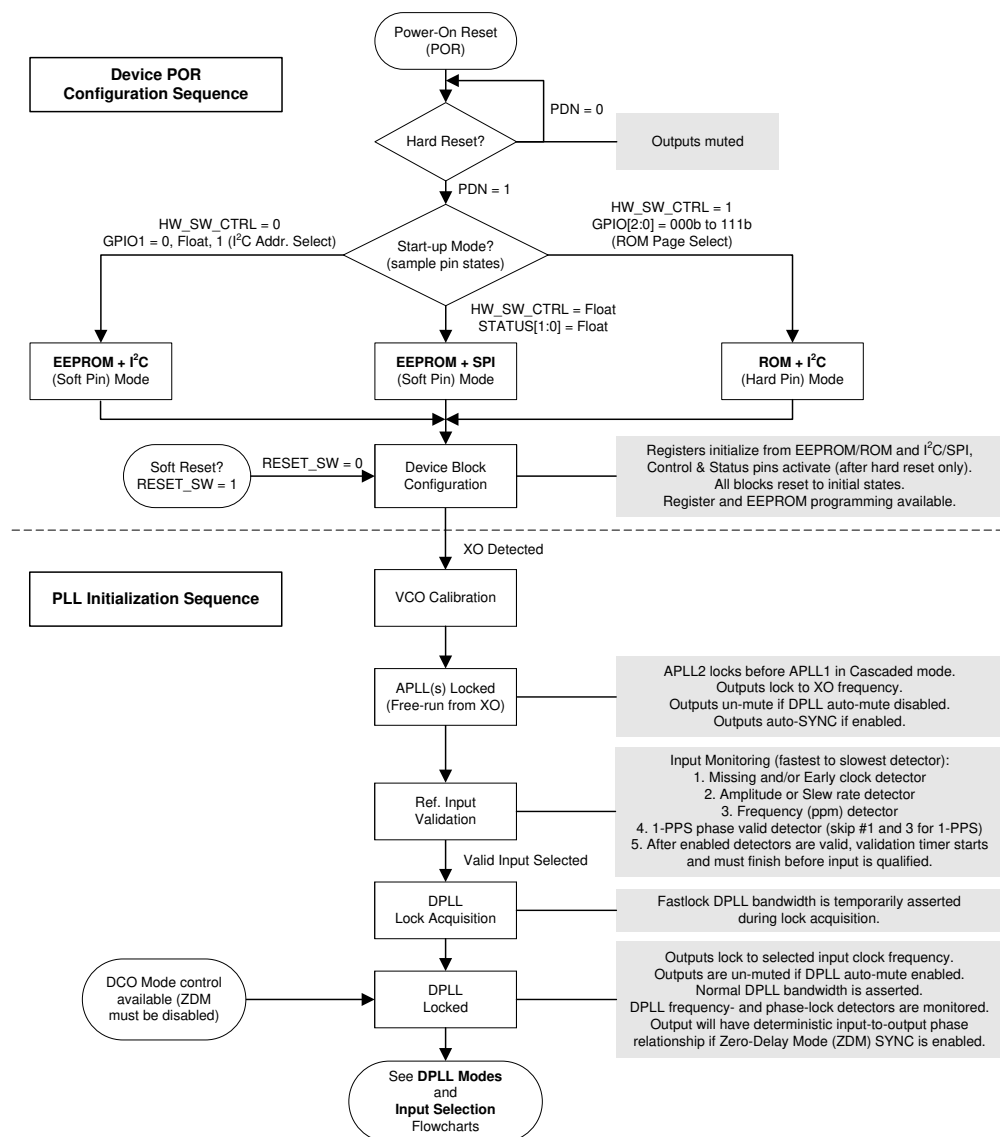 Power-On Reset
(POR)
Device POR
Configuration Sequence
PDN = 0
Hard Reset?
Outputs muted
PDN = 1
HW_SW_CTRL = 0
GPIO1 = 0, Float, 1 (I²C Addr. Select)
HW_SW_CTRL = 1
GPIO[2:0] = 000b to 111b
(ROM Page Select)
Start-up Mode?
(sample pin states)
HW_SW_CTRL = Float
STATUS[1:0] = Float
EEPROM + I²C
(Soft Pin) Mode
EEPROM + SPI
(Soft Pin) Mode
ROM + I²C
(Hard Pin) Mode
Soft Reset?
RESET_SW = 1
RESET_SW = 0
Device Block
Configuration
Registers initialize from EEPROM/ROM and I²C/SPI,
Control & Status pins activate (after hard reset only).
All blocks reset to initial states.
Register and EEPROM programming available.
XO Detected
PLL Initialization Sequence
VCO Calibration
APLL(s) Locked
(Free-run from XO)
APLL2 locks before APLL1 in Cascaded mode.
Outputs lock to XO frequency.
Outputs un-mute if DPLL auto-mute disabled.
Outputs auto-SYNC if enabled.
Ref. Input
Validation
Input Monitoring (fastest to slowest detector):
1. Missing and/or Early clock detector
2. Amplitude or Slew rate detector
3. Frequency (ppm) detector
4. 1-PPS phase valid detector (skip #1 and 3 for 1-PPS)
5. After enabled detectors are valid, validation timer starts
and must finish before input is qualified.
Valid Input Selected
DPLL
Lock Acquisition
Fastlock DPLL bandwidth is temporarily asserted
during lock acquisition.
DCO Mode control
available (ZDM
must be disabled)
DPLL
Locked
Outputs lock to selected input clock frequency.
Outputs are un-muted if DPLL auto-mute enabled.
Normal DPLL bandwidth is asserted.
DPLL frequency- and phase-lock detectors are monitored.
Output will have deterministic input-to-output phase
relationship if Zero-Delay Mode (ZDM) SYNC is enabled.
See DPLL Modes
and
Input Selection
Flowcharts